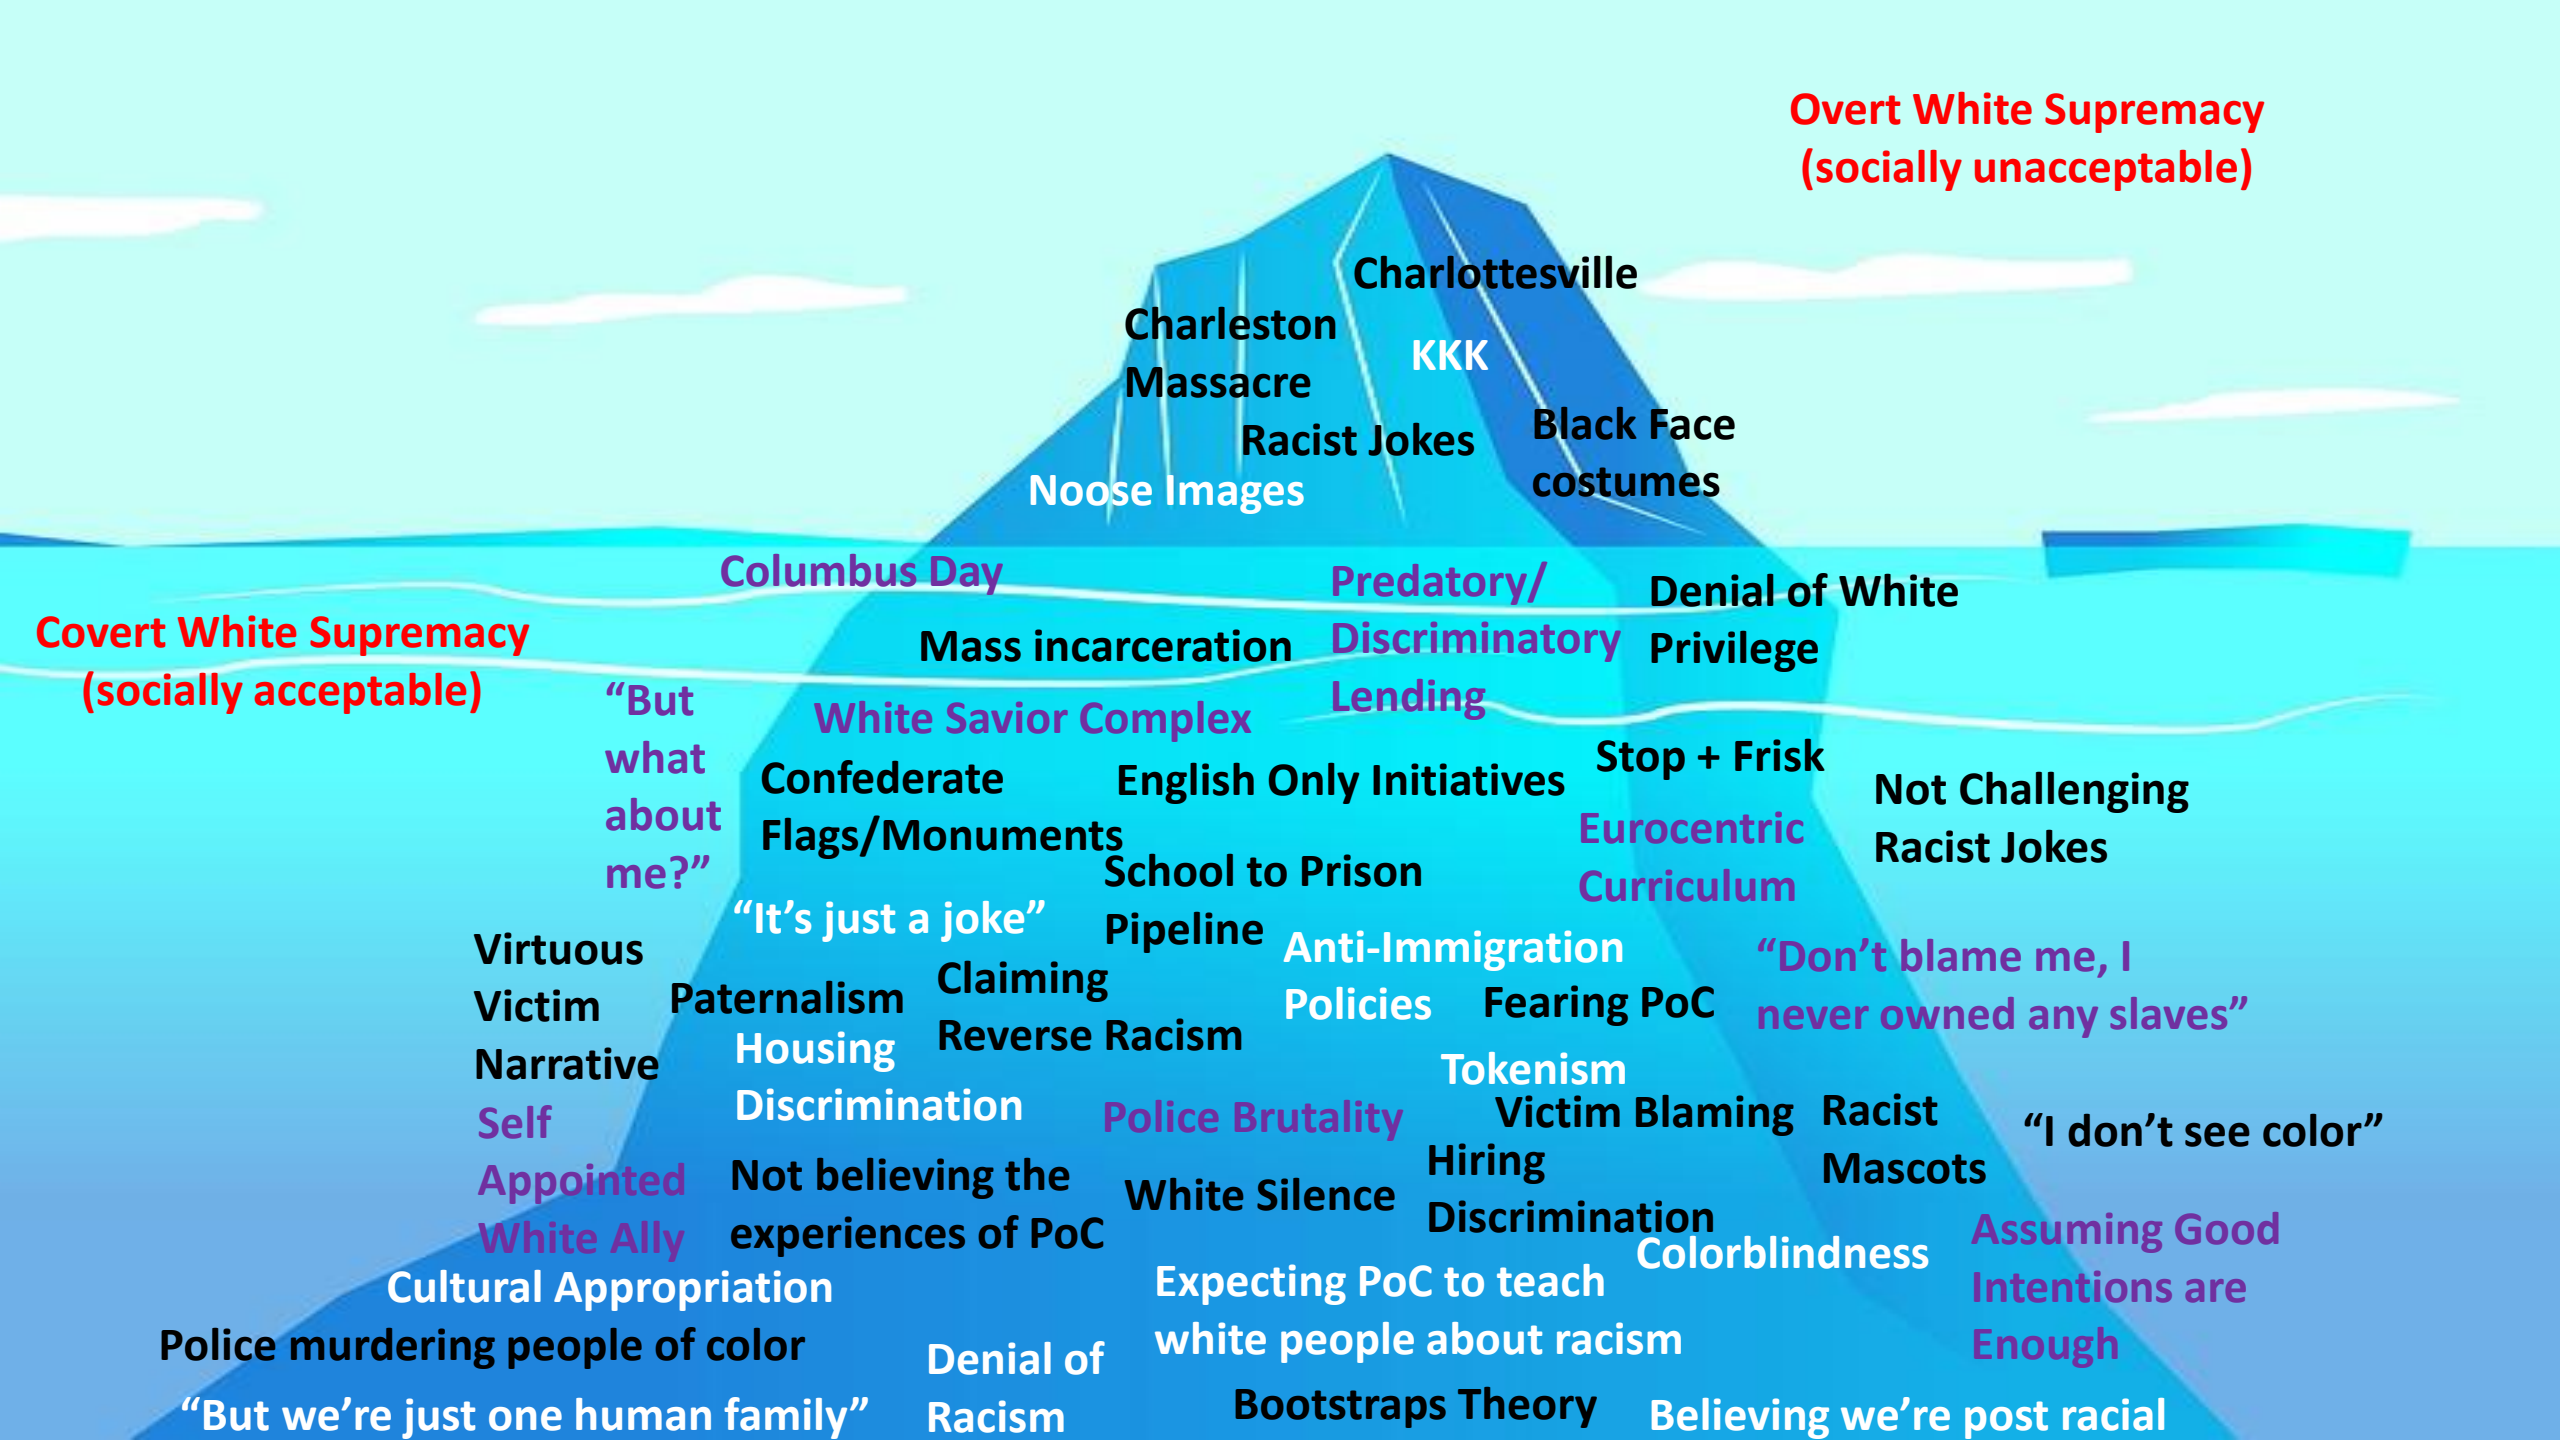 Overt White Supremacy
(socially unacceptable)
Charlottesville
Charleston
Massacre
KKK
Racist Jokes
Black Face
costumes
Noose Images
Columbus Day
Predatory/
Discriminatory
Lending
Denial of White
Privilege
Covert White Supremacy
(socially acceptable)
Mass incarceration
“But
what
about
me?”
White Savior Complex
Confederate
Flags/Monuments
English Only Initiatives
Stop + Frisk
Not Challenging
Racist Jokes
Eurocentric
Curriculum
School to Prison
Pipeline
“It’s just a joke”
Virtuous
Victim
Narrative
Paternalism
Claiming
Reverse Racism
Anti-Immigration
Policies
Fearing PoC
“Don’t blame me, I
never owned any slaves”
Housing
Discrimination
Tokenism
Police Brutality
Victim Blaming
Racist
Mascots
“I don’t see color”
Self
Appointed
White Ally
Not believing the
experiences of PoC
White Silence
Hiring
Discrimination
Colorblindness
Assuming Good
Intentions are
Enough
Cultural Appropriation
Expecting PoC to teach
white people about racism
Police murdering people of color
Denial of
Racism
“But we’re just one human family”
Bootstraps Theory
Believing we’re post racial